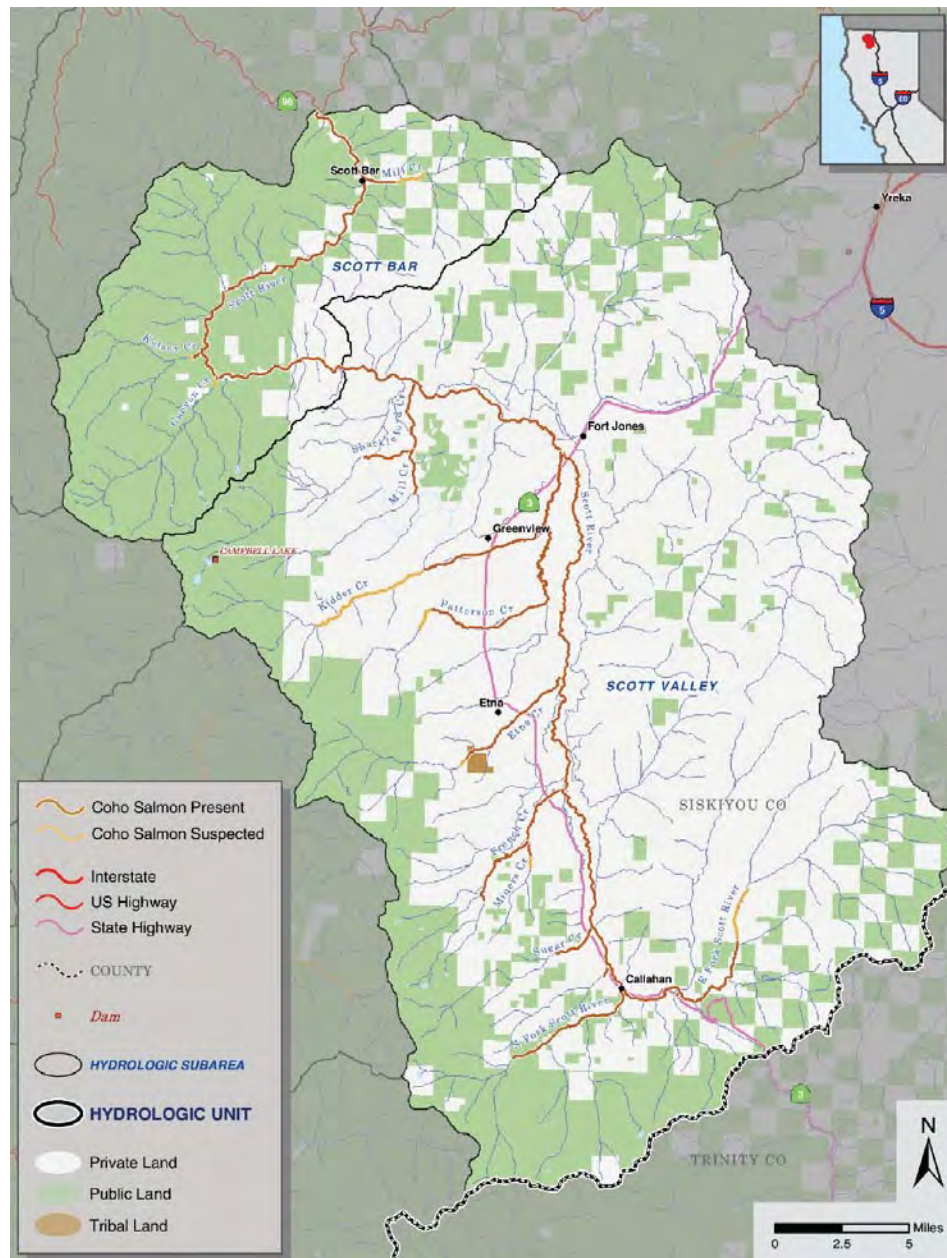 96
Scott Bar
Mill Cr
5
80
Yreka
SCOTT BAR
Scott River
5
Kelsey Cr
Canyon Cr
Shackleford Cr
Fort Jones
Mill Cr
3
Scott River
Greenview
CAMPBELL LAKE
Kidder Cr
Patterson Cr
SCOTT VALLEY
Etna
Etna Cr
SISKIYOU CO
French Cr
Miners Cr
E Fork Scott River
Sugar Cr
Callahan
S Fork Scott River
3
TRINITY CO
Coho Salmon Present
Coho Salmon Suspected
Interstate
US Highway
State Highway
COUNTY
Dam
HYDROLOGIC SUBAREA
HYDROLOGIC UNIT
Private Land
Public Land
Tribal Land
N
Miles
0 2.5 5